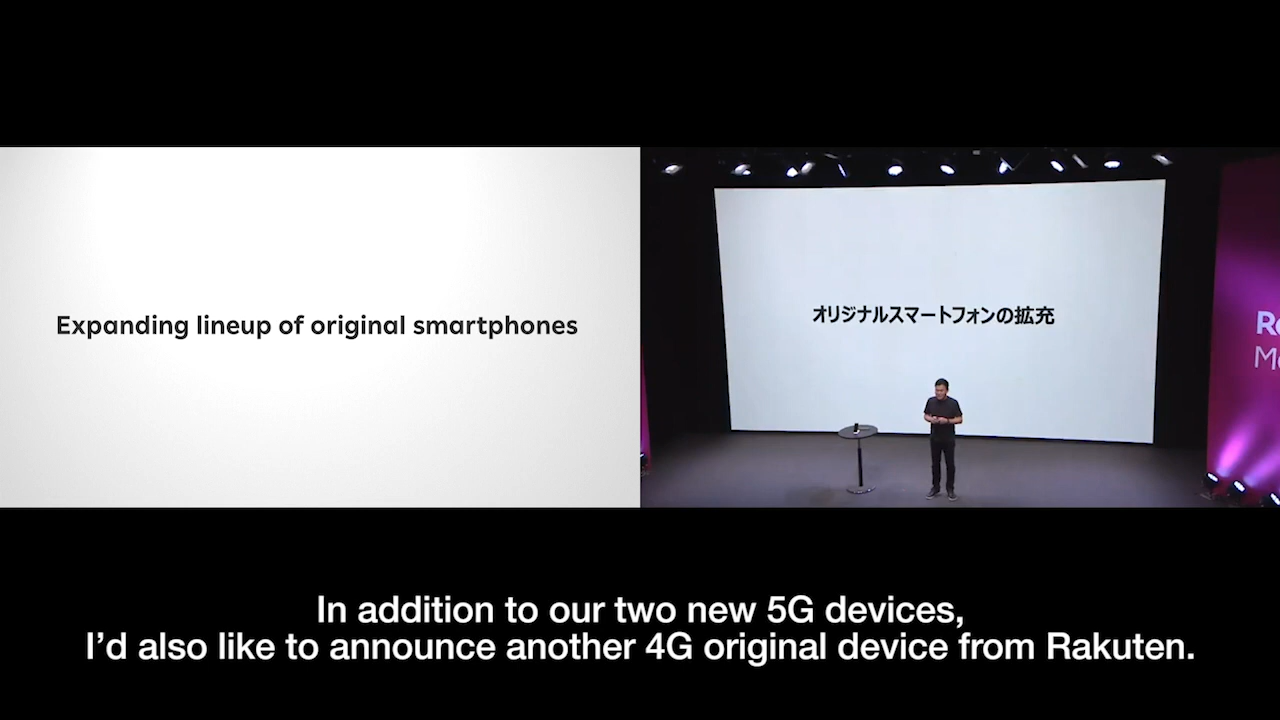 Expanding lineup of original smartphones
オリジナルスマートフォンの拡充
In addition to our two new 5G devices,
I'd also like to announce another 4G original device from Rakuten.